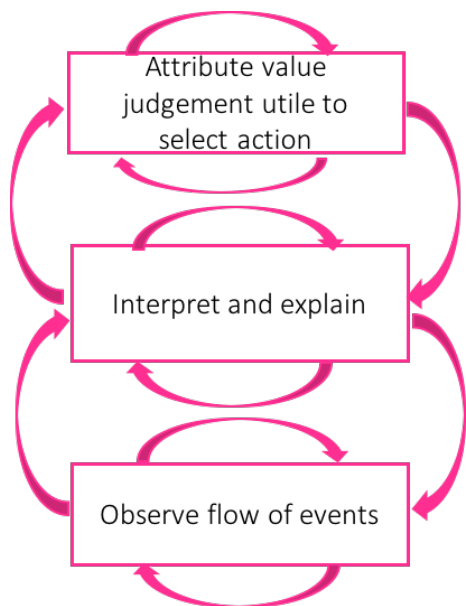 Attribute value
judgement utile to
select action
Interpret and explain
Observe flow of events